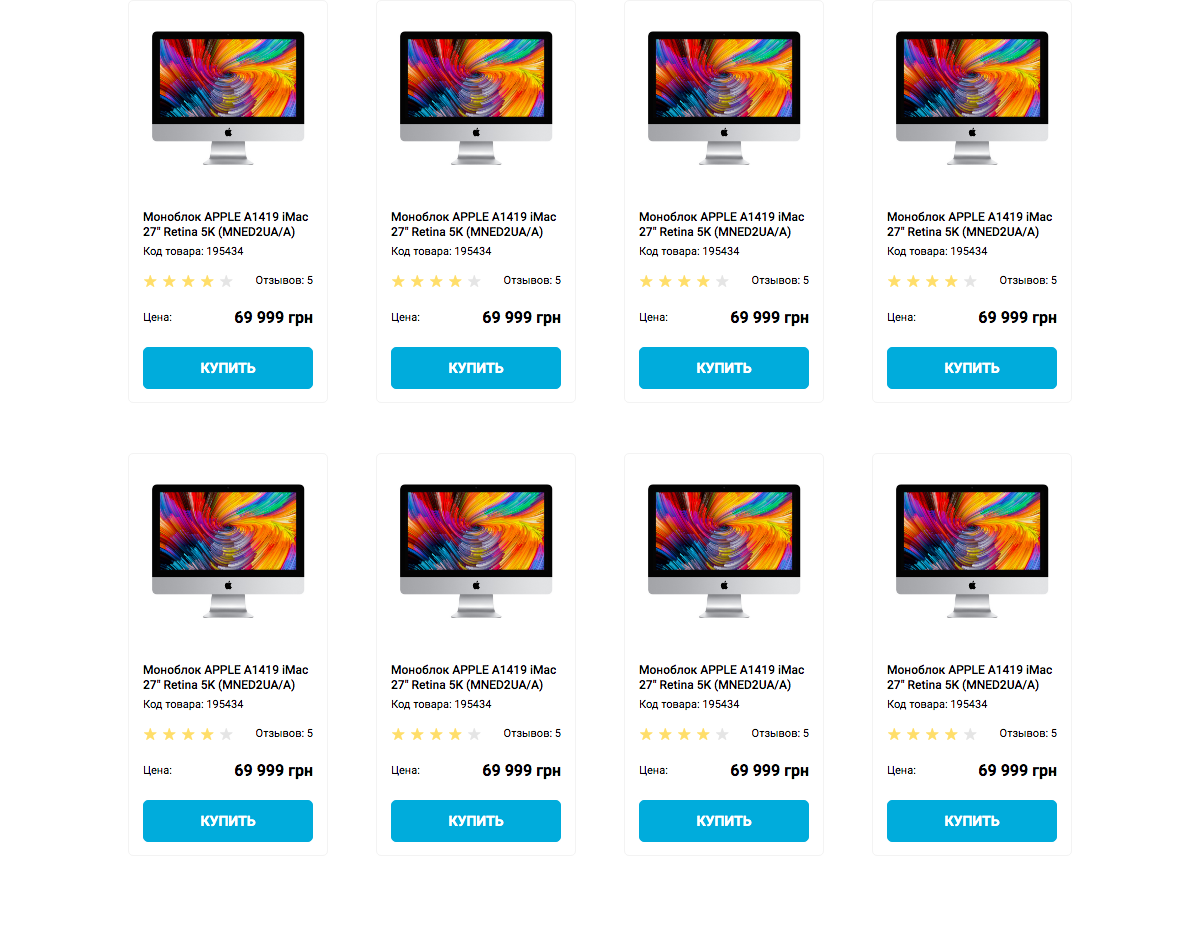 Моноблок APPLE A1419 iMac
27" Retina 5K (MNED2UA/A)
Код товара: 195434
Отзывов: 5
Цена: 69 999 грн
КУПИТЬ
Моноблок APPLE A1419 iMac
27" Retina 5K (MNED2UA/A)
Код товара: 195434
Отзывов: 5
Цена: 69 999 грн
КУПИТЬ
Моноблок APPLE A1419 iMac
27" Retina 5K (MNED2UA/A)
Код товара: 195434
Отзывов: 5
Цена: 69 999 грн
КУПИТЬ
Моноблок APPLE A1419 iMac
27" Retina 5K (MNED2UA/A)
Код товара: 195434
Отзывов: 5
Цена: 69 999 грн
КУПИТЬ
Моноблок APPLE A1419 iMac
27" Retina 5K (MNED2UA/A)
Код товара: 195434
Отзывов: 5
Цена: 69 999 грн
КУПИТЬ
Моноблок APPLE A1419 iMac
27" Retina 5K (MNED2UA/A)
Код товара: 195434
Отзывов: 5
Цена: 69 999 грн
КУПИТЬ
Моноблок APPLE A1419 iMac
27" Retina 5K (MNED2UA/A)
Код товара: 195434
Отзывов: 5
Цена: 69 999 грн
КУПИТЬ
Моноблок APPLE A1419 iMac
27" Retina 5K (MNED2UA/A)
Код товара: 195434
Отзывов: 5
Цена: 69 999 грн
КУПИТЬ